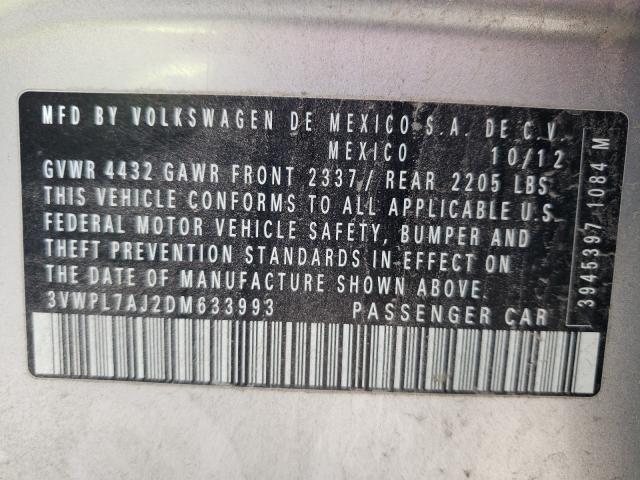 MFD BY VOLKSWAGEN DE MEXICO S.A. DE C.V.
MEXICO 10/12
GVWR 4432 GAWR FRONT 2337/ REAR 2205 LBS
THIS VEHICLE CONFORMS TO ALL APPLICABLE U.S.
FEDERAL MOTOR VEHICLE SAFETY, BUMPER AND
THEFT PREVENTION STANDARDS IN EFFECT ON
THE DATE OF MANUFACTURE SHOWN ABOVE.
3VWPL7AJ2DM633993 PASSENGER CAR
3945397 1084 M